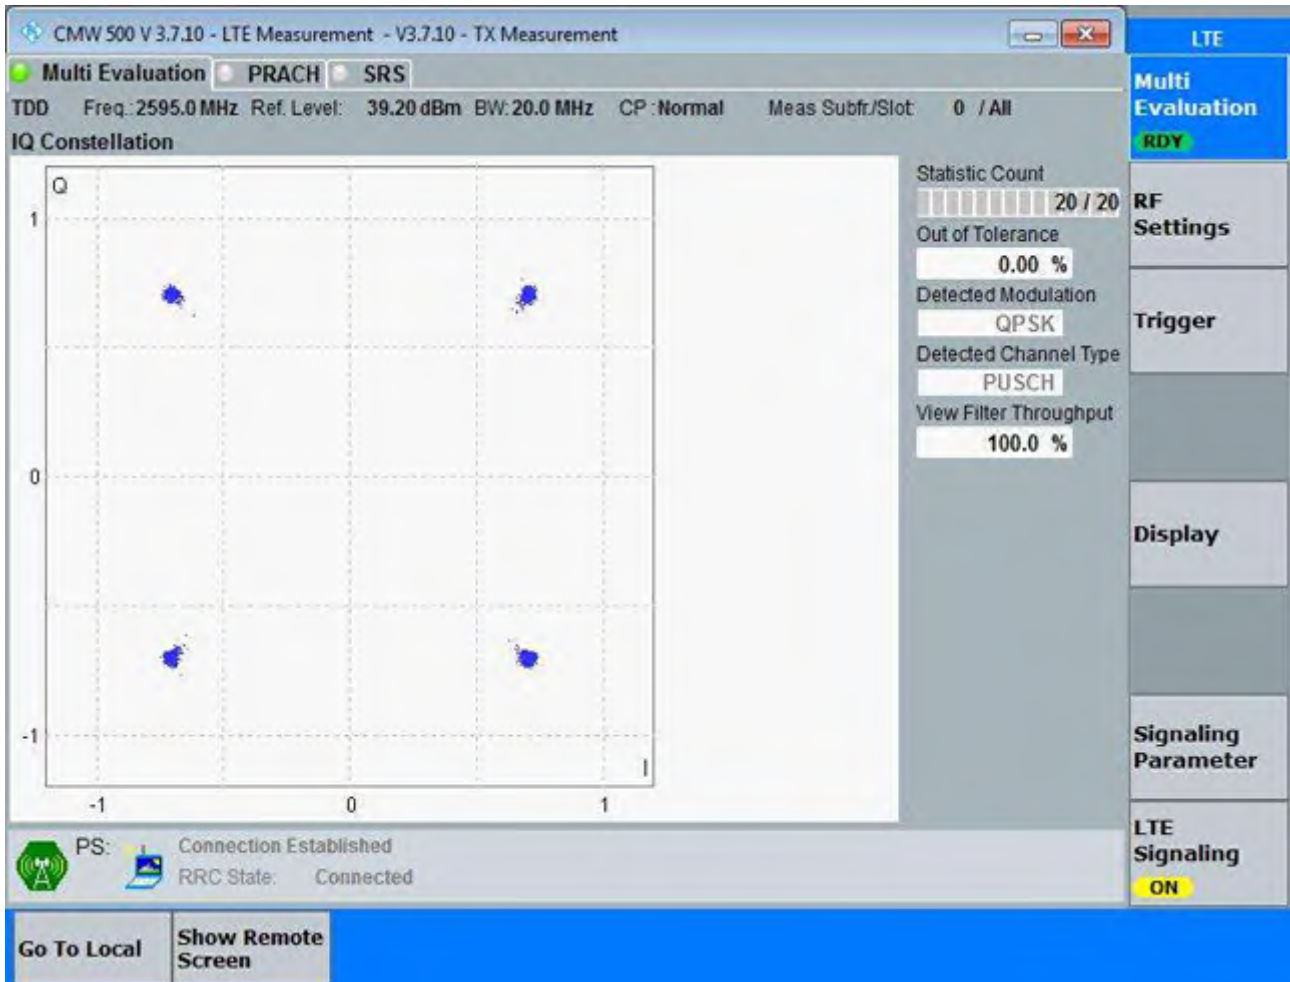 CMW 500 V 3.7.10 - LTE Measurement - V3.7.10 - TX Measurement
LTE
Multi Evaluation PRACH SRS
TDD Freq.: 2595.0 MHz Ref. Level: 39.20 dBm BW: 20.0 MHz CP : Normal Meas Subfr./Slot: 0 / All
IQ Constellation
Q
1
0
-1
I
-1 0 1
Statistic Count
20 / 20
Out of Tolerance
0.00 %
Detected Modulation
QPSK
Detected Channel Type
PUSCH
View Filter Throughput
100.0 %
Multi
Evaluation
RDY
RF
Settings
Trigger
Display
Signaling
Parameter
LTE
Signaling
ON
PS: Connection Established
RRC State: Connected
Go To Local
Show Remote
Screen